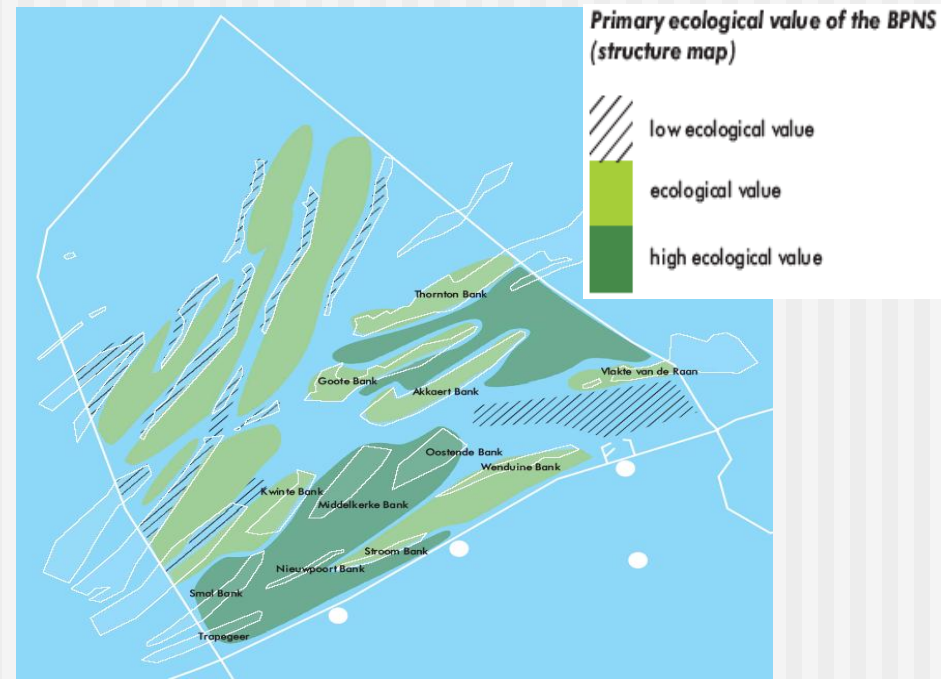 Primary ecological value of the BPNS
(structure map)
low ecological value
ecological value
high ecological value
Thornton Bank
Vlakte van de Raan
Goote Bank
Akkaert Bank
Oostende Bank
Wenduine Bank
Kwinte Bank
Middelkerke Bank
Stroom Bank
Nieuwpoort Bank
Smal Bank
Trapegeer